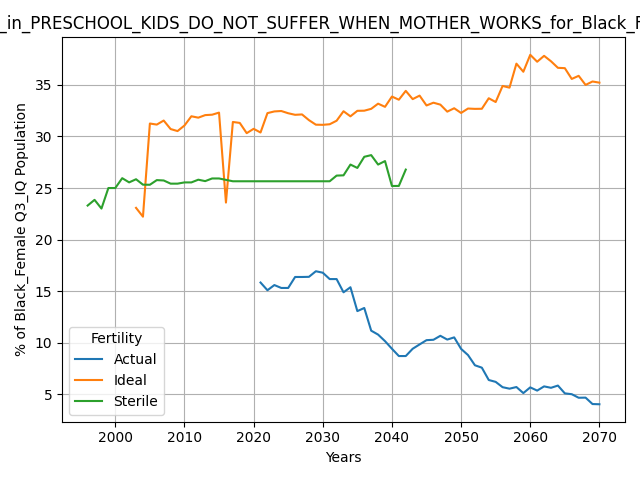 _in_PRESCHOOL_KIDS_DO_NOT_SUFFER_WHEN_MOTHER_WORKS_for_Black_F
% of Black_Female Q3_IQ Population
35
30
25
20
15
10
5
Fertility
Actual
Ideal
Sterile
2000 2010 2020 2030 2040 2050 2060 2070
Years